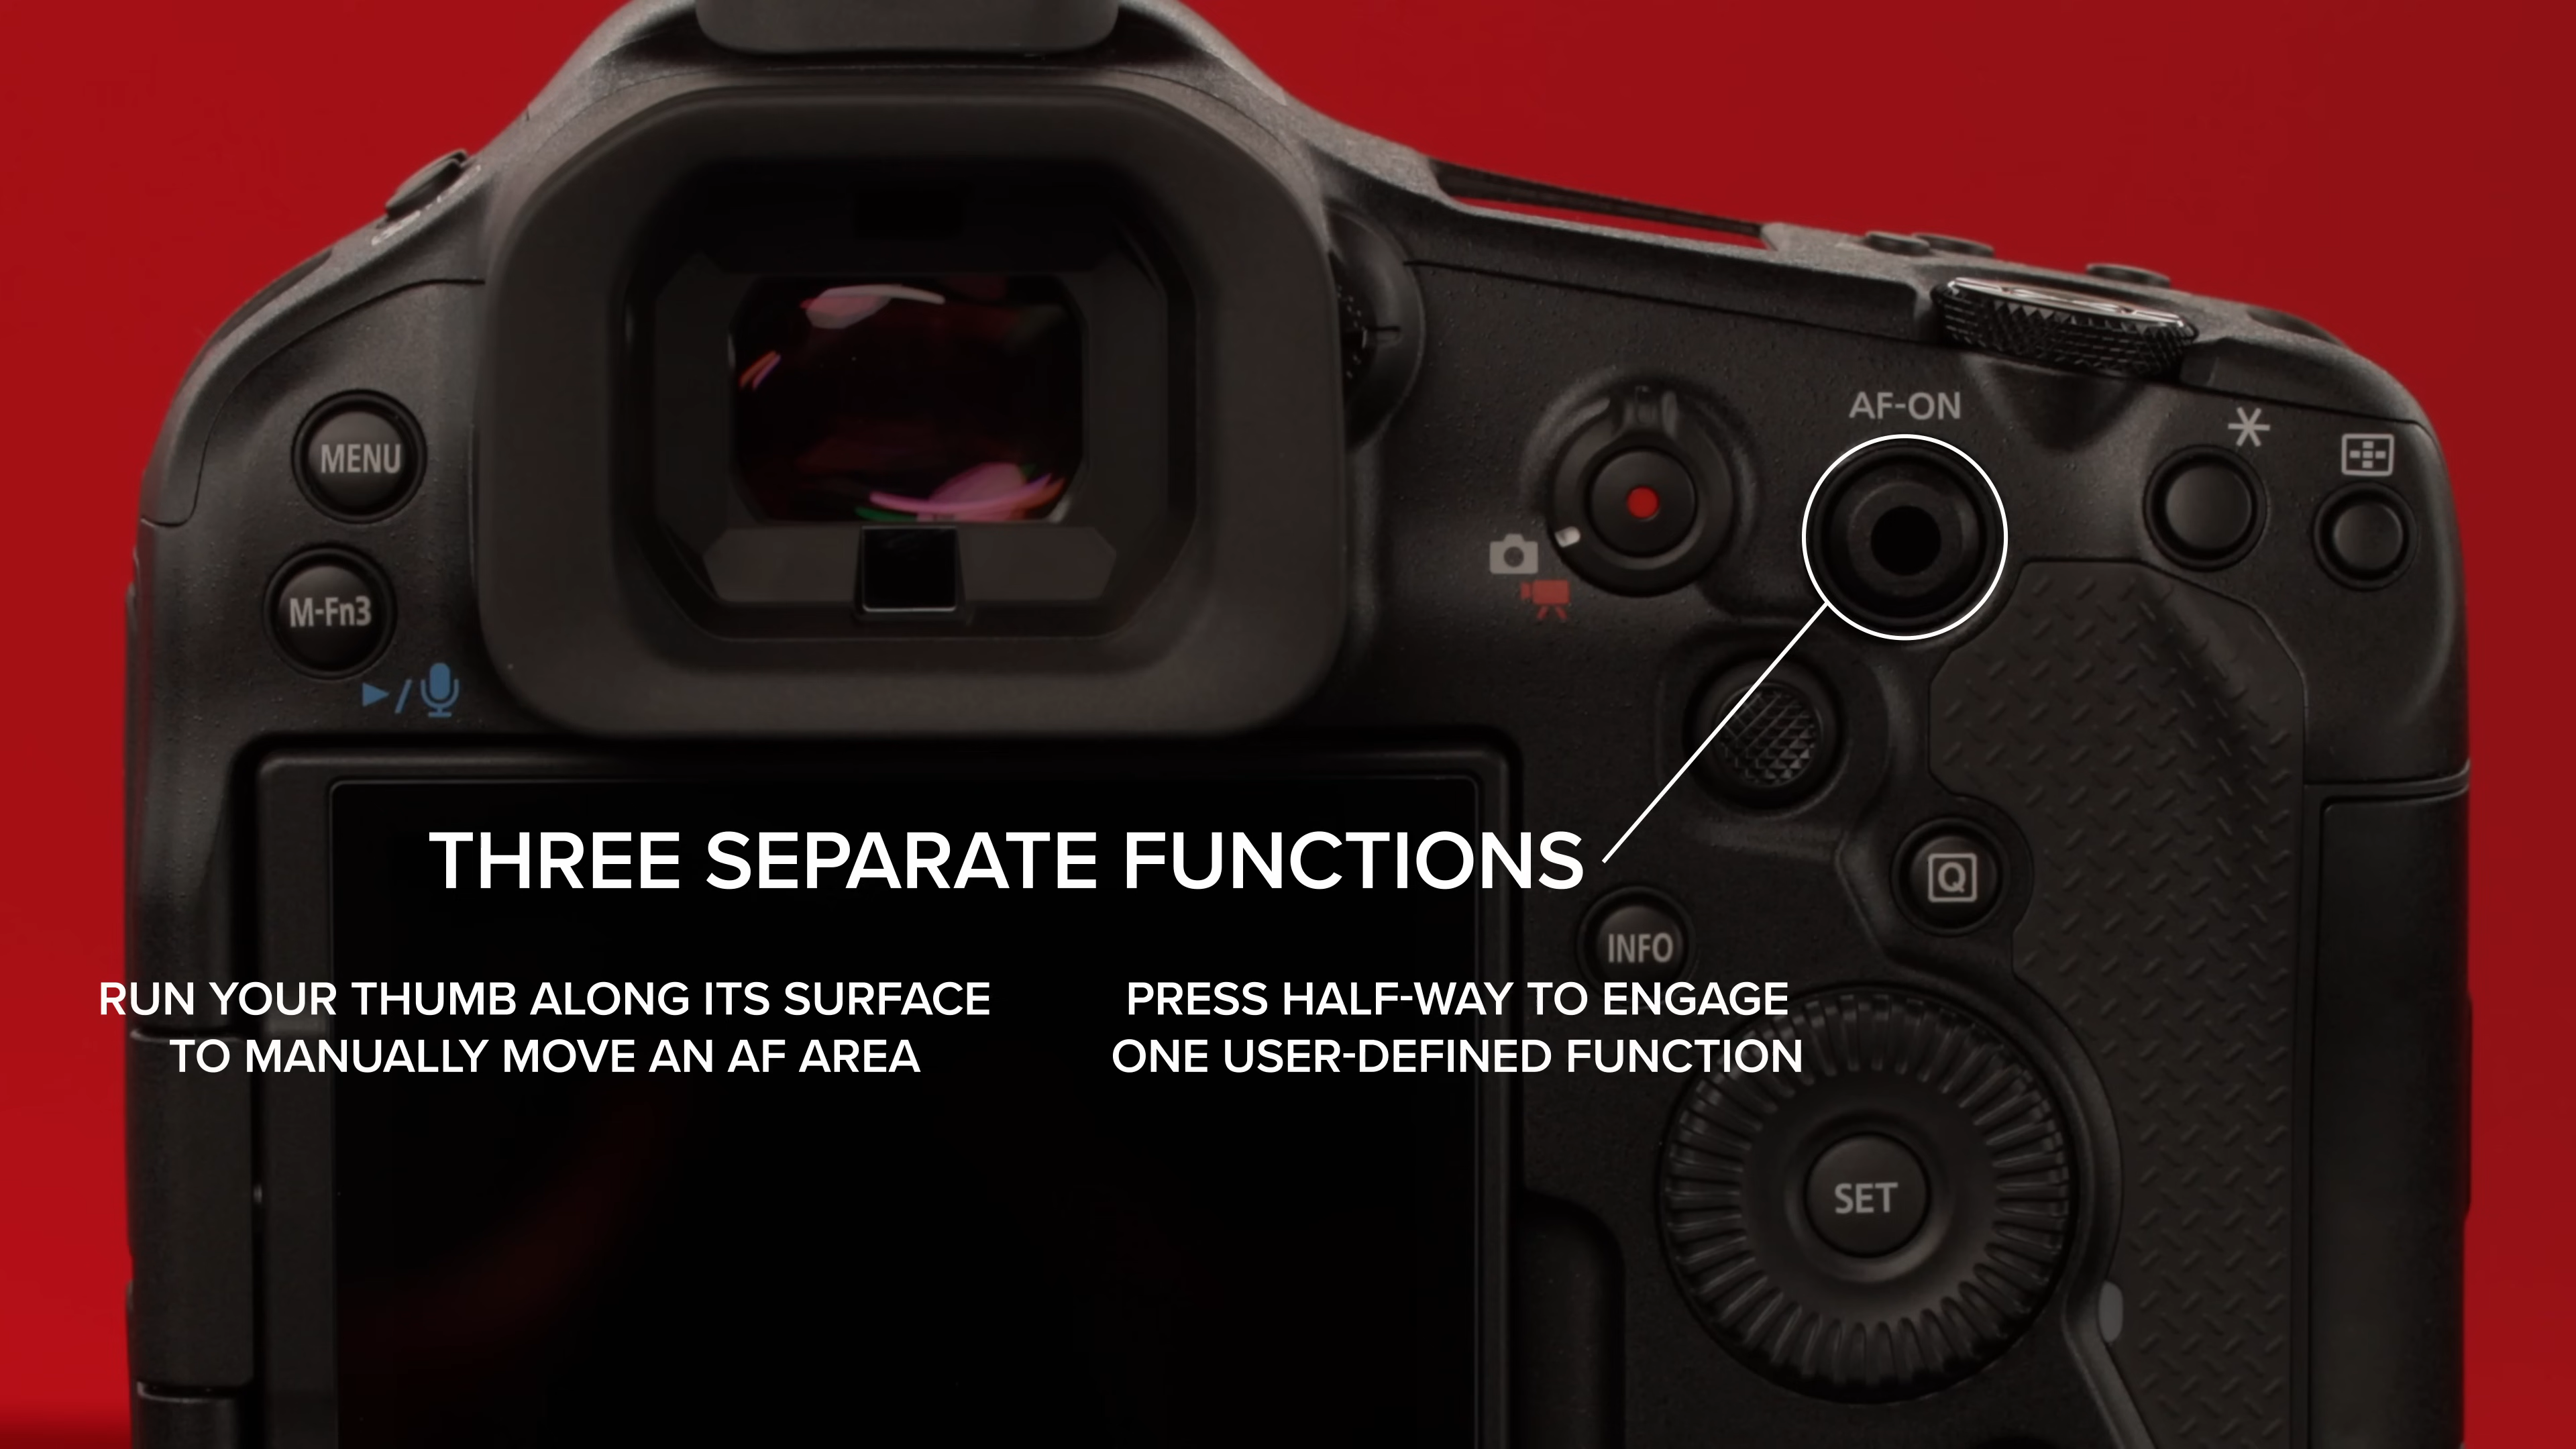 MENU
M-Fn3
AF-ON
THREE SEPARATE FUNCTIONS
Q
INFO
RUN YOUR THUMB ALONG ITS SURFACE
TO MANUALLY MOVE AN AF AREA
PRESS HALF-WAY TO ENGAGE
ONE USER-DEFINED FUNCTION
SET